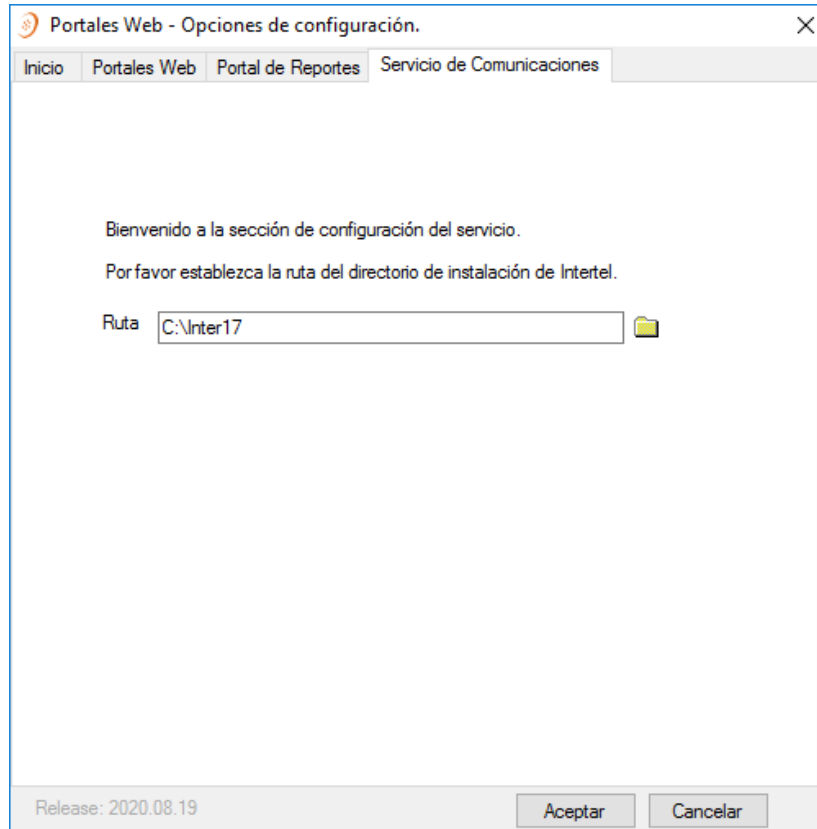 Portales Web - Opciones de configuración.
Inicio Portales Web Portal de Reportes Servicio de Comunicaciones
Bienvenido a la sección de configuración del servicio.
Por favor establezca la ruta del directorio de instalación de Intertel.
Ruta C:\Inter17
Release: 2020.08.19 Aceptar Cancelar